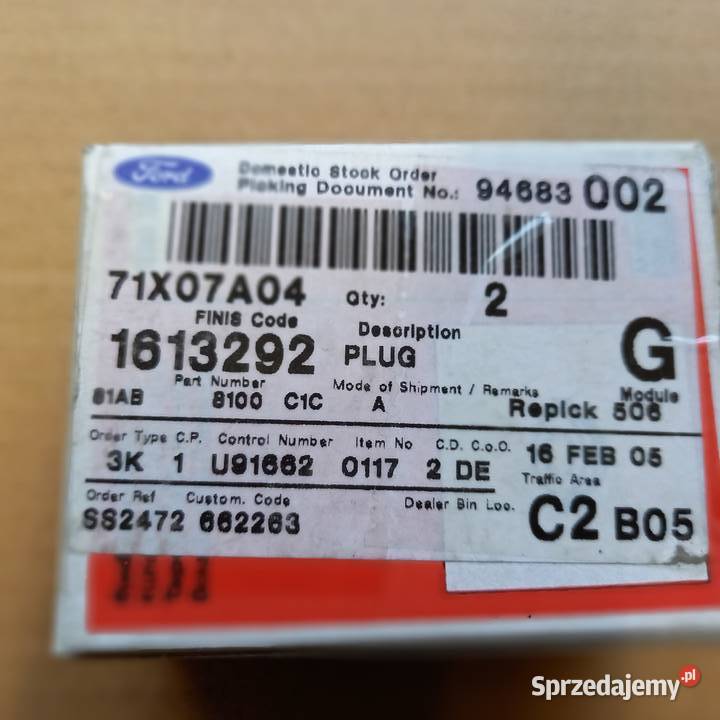 Ford
Domestic Stock Order
Picking Document No.: 94683 002
71X07A04 Qty: 2
FINIS Code
1613292
Description
PLUG
G
Part Number Mode of Shipment / Remarks Module
81AB 8100 C1C A Repick 506
Order Type C.P. Control Number Item No C.D. C.o.O. 16 FEB 05
3K 1 U91662 0117 2 DE Traffic Area
Order Ref Custom. Code Dealer Bin Loc. C2 B05
SS2472 662263
Sprzedajemy.pl